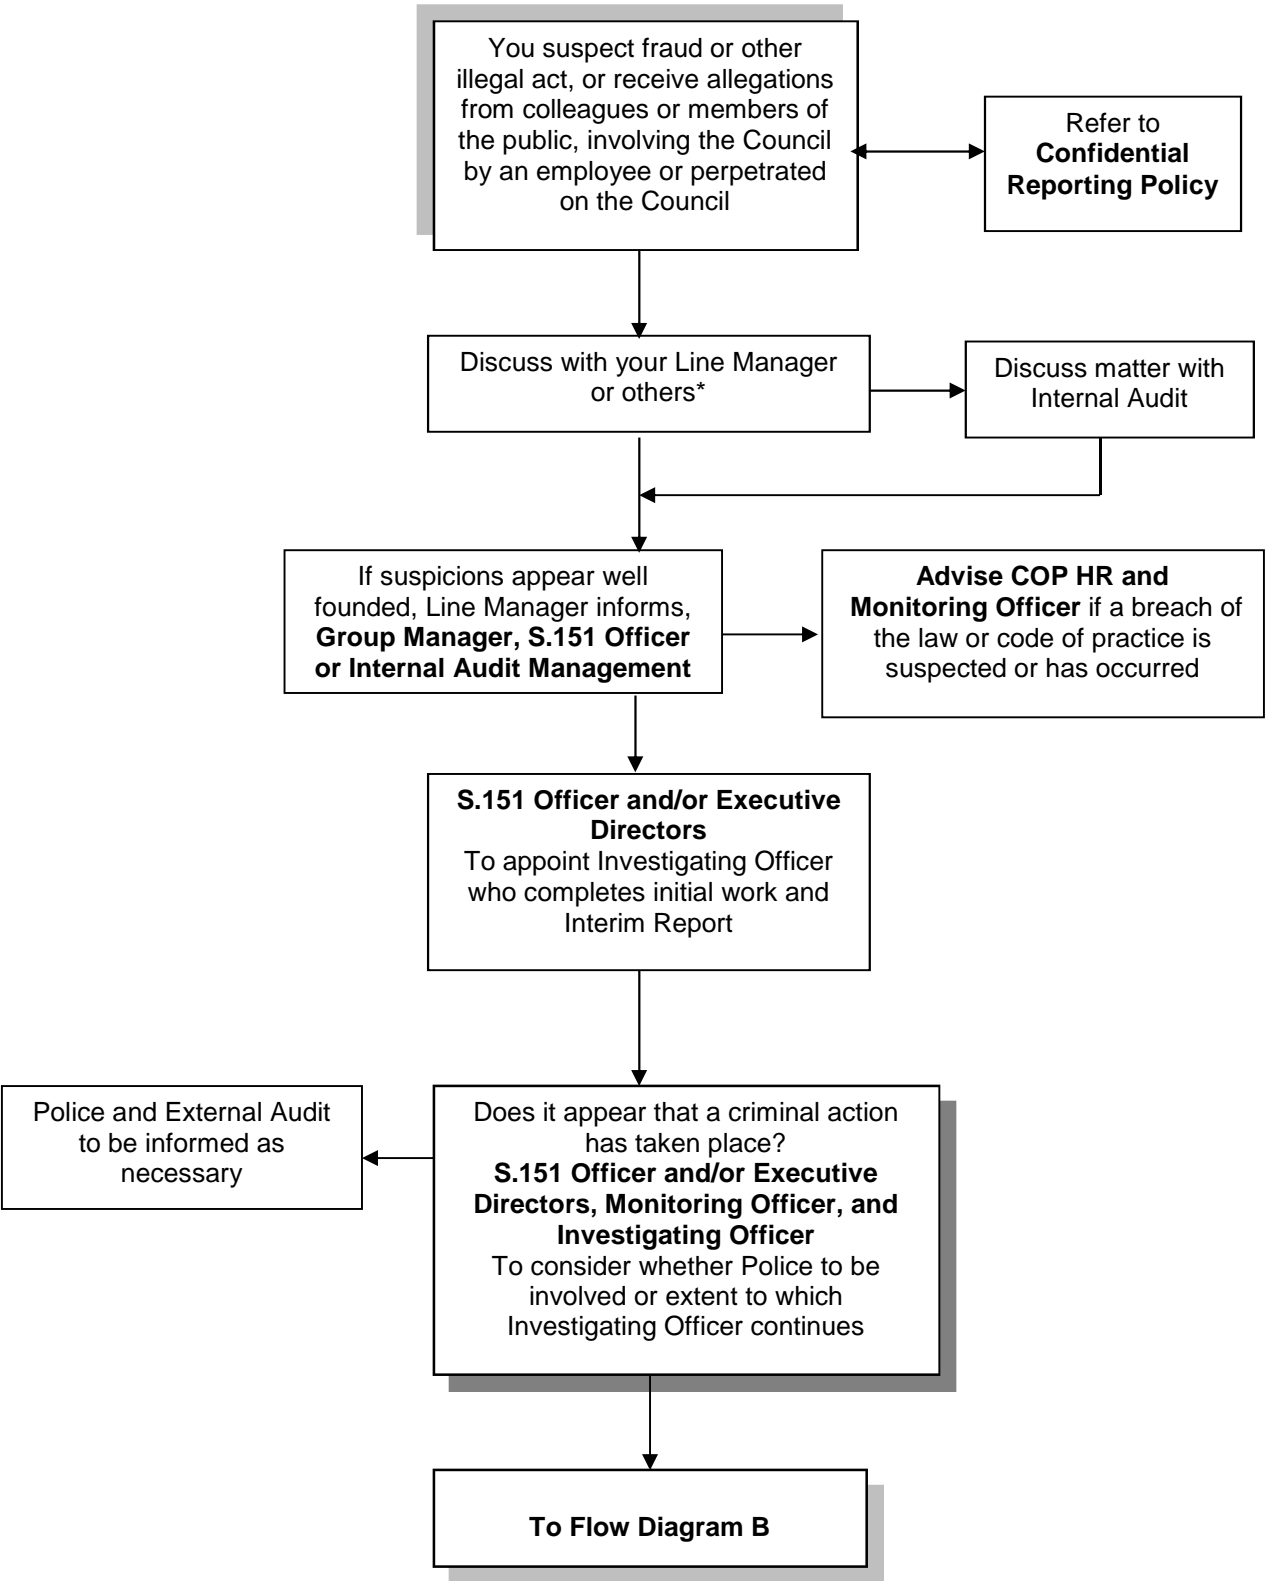 You suspect fraud or other
illegal act, or receive allegations
from colleagues or members of
the public, involving the Council
by an employee or perpetrated
on the Council
Refer to
Confidential
Reporting Policy
Discuss with your Line Manager
or others*
Discuss matter with
Internal Audit
If suspicions appear well
founded, Line Manager informs,
Group Manager, S.151 Officer
or Internal Audit Management
Advise COP HR and
Monitoring Officer if a breach of
the law or code of practice is
suspected or has occurred
S.151 Officer and/or Executive
Directors
To appoint Investigating Officer
who completes initial work and
Interim Report
Police and External Audit
to be informed as
necessary
Does it appear that a criminal action
has taken place?
S.151 Officer and/or Executive
Directors, Monitoring Officer, and
Investigating Officer
To consider whether Police to be
involved or extent to which
Investigating Officer continues
To Flow Diagram B